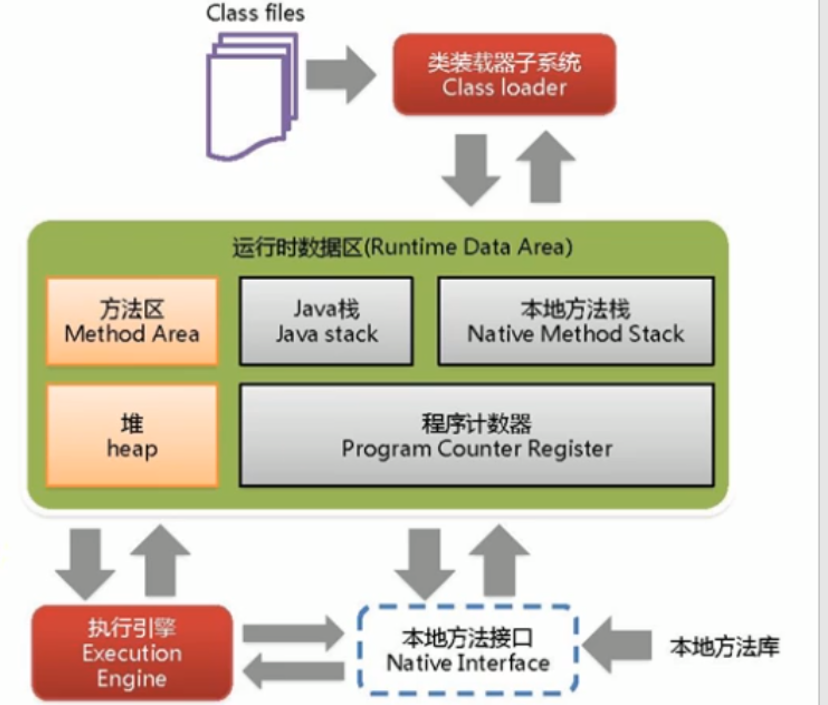 Class files
类装载器子系统
Class loader
运行时数据区(Runtime Data Area)
方法区
Method Area
Java栈
Java stack
本地方法栈
Native Method Stack
堆
heap
程序计数器
Program Counter Register
执行引擎
Execution
Engine
本地方法接口
Native Interface
本地方法库